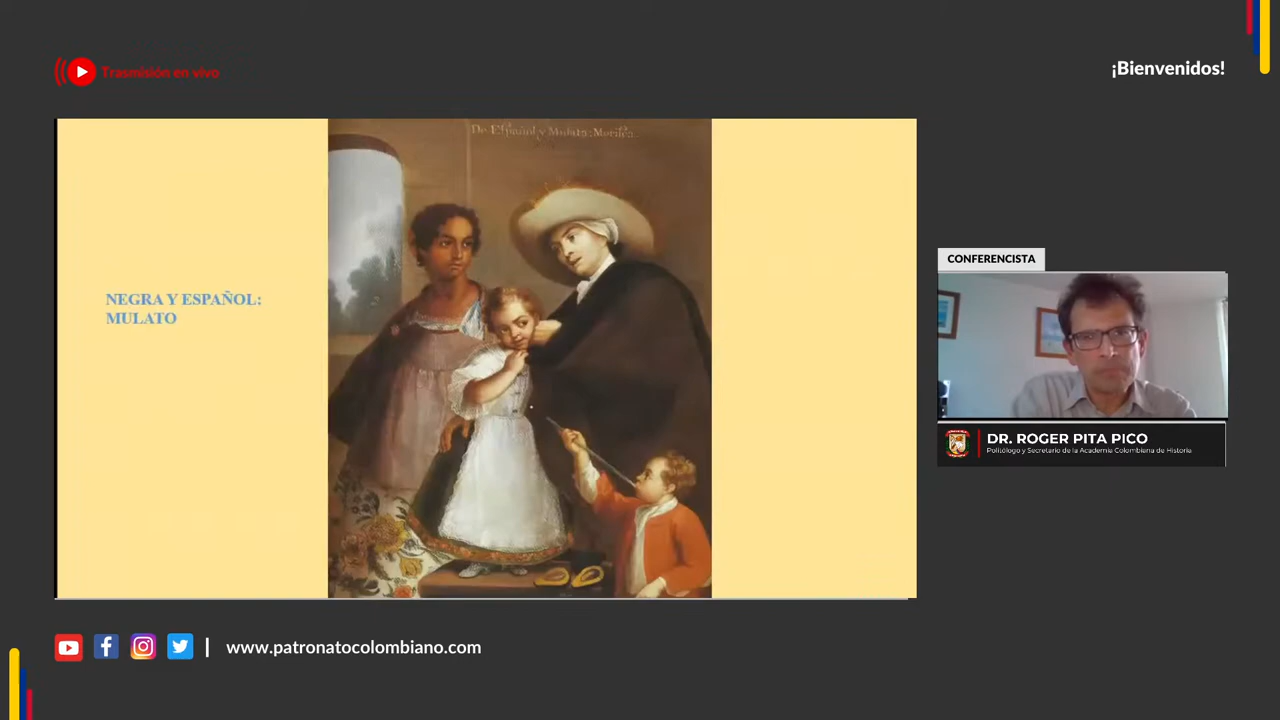 Trasmisión en vivo
¡Bienvenidos!
De Español y Mulata: Morisca.
NEGRA Y ESPAÑOL:
MULATO
CONFERENCISTA
DR. ROGER PITA PICO
Politólogo y Secretario de la Academia Colombiana de Historia
www.patronatocolombiano.com